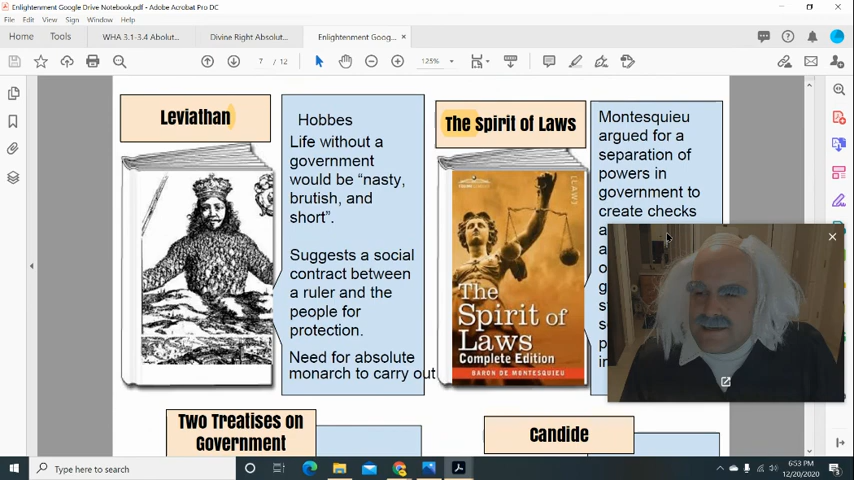 Enlightenment Google Drive Notebook.pdf - Adobe Acrobat Pro DC
File Edit View Sign Window Help
Home Tools WHA 3.1-3.4 Abolut... Divine Right Absolut... Enlightenment Goog... ×
7 / 12 125%
Leviathan
Hobbes
Life without a
government
would be “nasty,
brutish, and
short”.
Suggests a social
contract between
a ruler and the
people for
protection.
Need for absolute
monarch to carry out
The Spirit of Laws
The
Spirit of
Laws
Complete Edition
BARON DE MONTESQUIEU
Montesquieu
argued for a
separation of
powers in
government to
create checks
Two Treatises on
Government
Candide
Type here to search
6:53 PM
12/20/2020